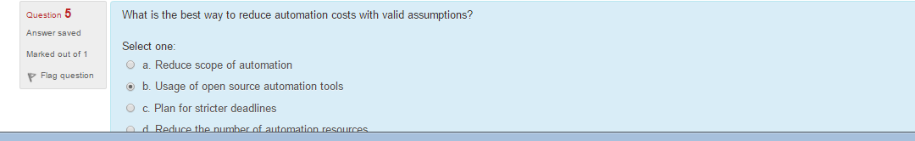 Question 5
Answer saved
Marked out of 1
Flag question
What is the best way to reduce automation costs with valid assumptions?
Select one:
a. Reduce scope of automation
b. Usage of open source automation tools
c. Plan for stricter deadlines
d. Reduce the number of automation resources